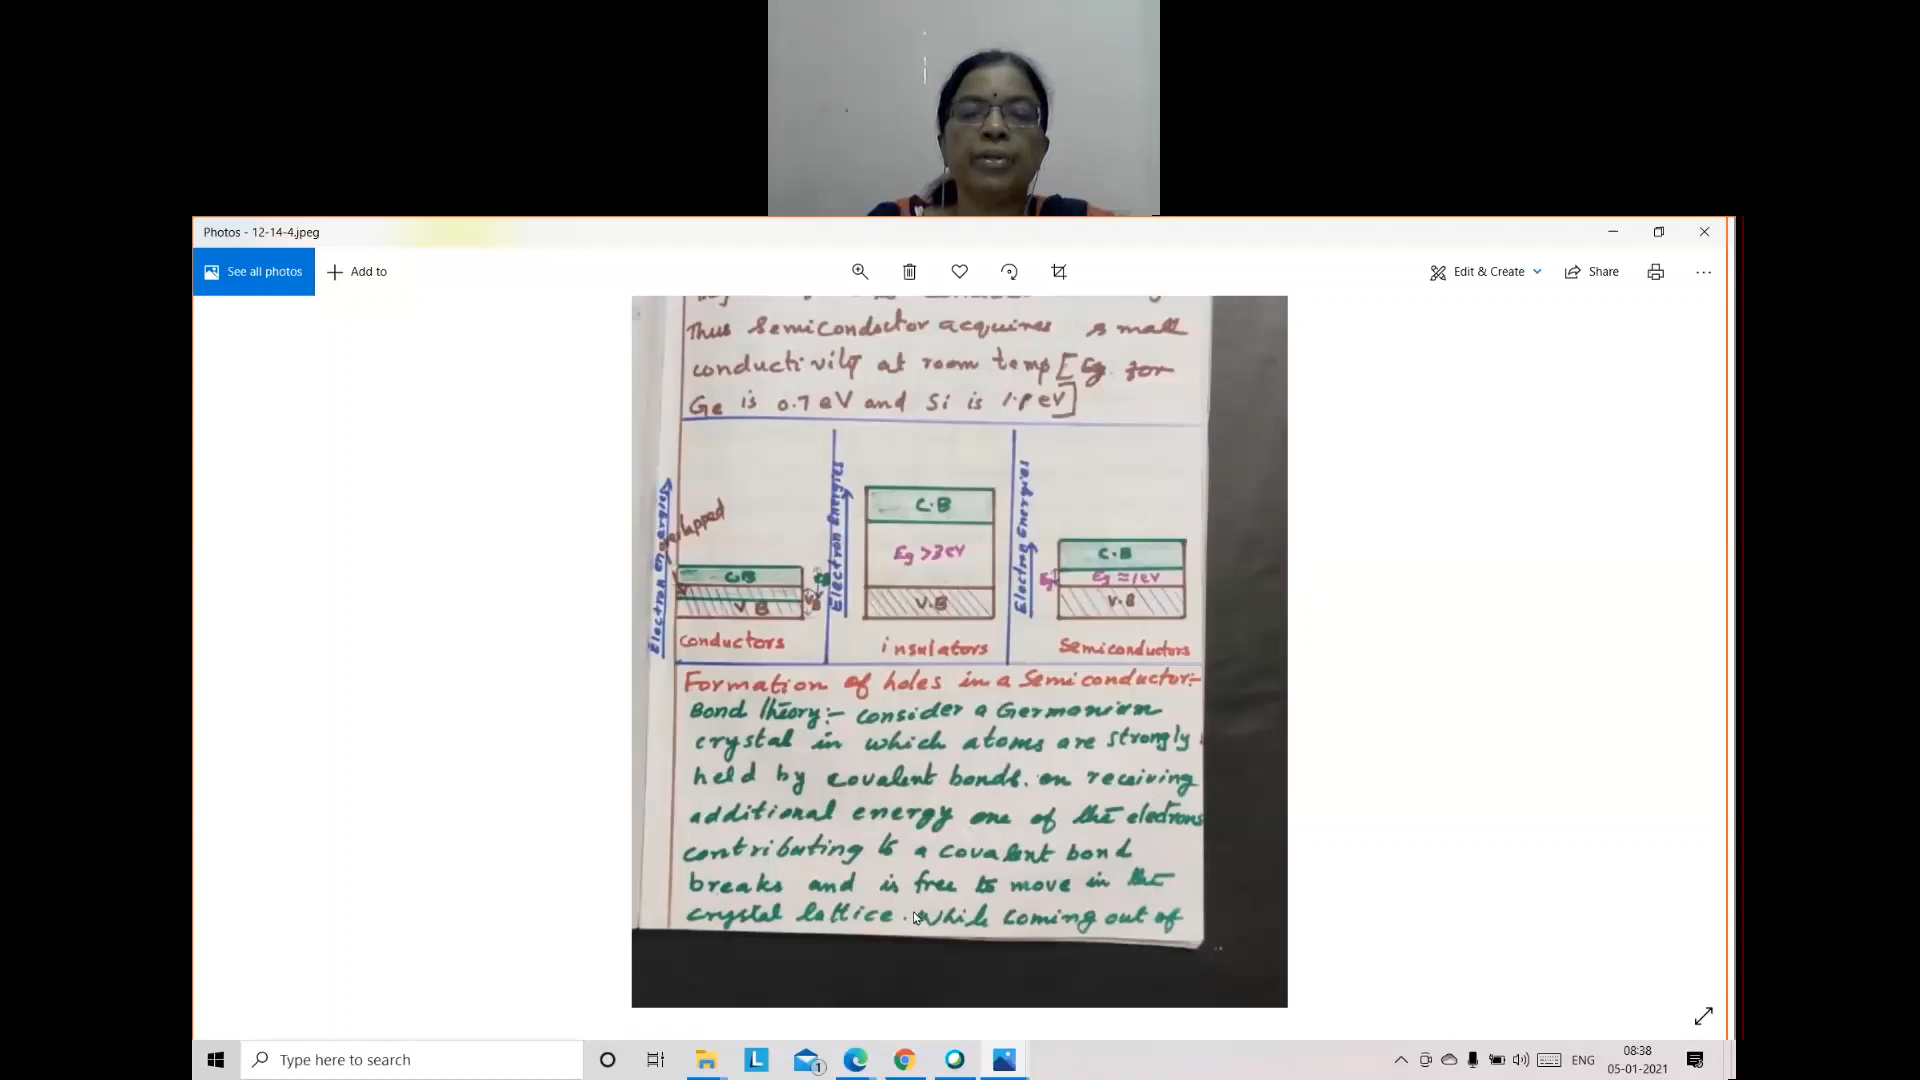 Photos - 12-14-4.jpeg
See all photos
Add to
Edit & Create
Share
Thus Semiconductor acquires small
conductivity at room temp [Eg for
Ge is 0.7 eV and Si is 1.1 eV]
Electron energies
overlapped
C.B
V B
conductors
Electron Energies
C.B
Eg >3eV
V.B
insulators
Electron Energies
C.B
Eg
Eg ≈ 1eV
V.B
Semiconductors
Formation of holes in a Semiconductor:-
Bond Theory:- consider a Germanium
crystal in which atoms are strongly
held by covalent bonds. on receiving
additional energy one of the electrons
contributing to a covalent bond
breaks and is free to move in the
crystal lattice. While coming out of
Type here to search
L
1
ENG
08:38
05-01-2021